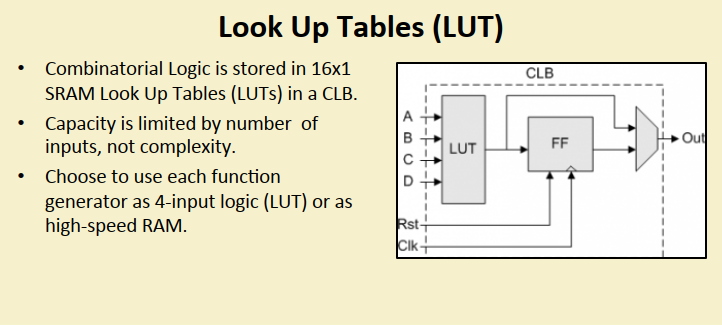 Look Up Tables (LUT)
• Combinatorial Logic is stored in 16x1
SRAM Look Up Tables (LUTs) in a CLB.
• Capacity is limited by number of
inputs, not complexity.
• Choose to use each function
generator as 4-input logic (LUT) or as
high-speed RAM.
CLB
A
B
C
D
LUT
FF
Out
Rst
Clk